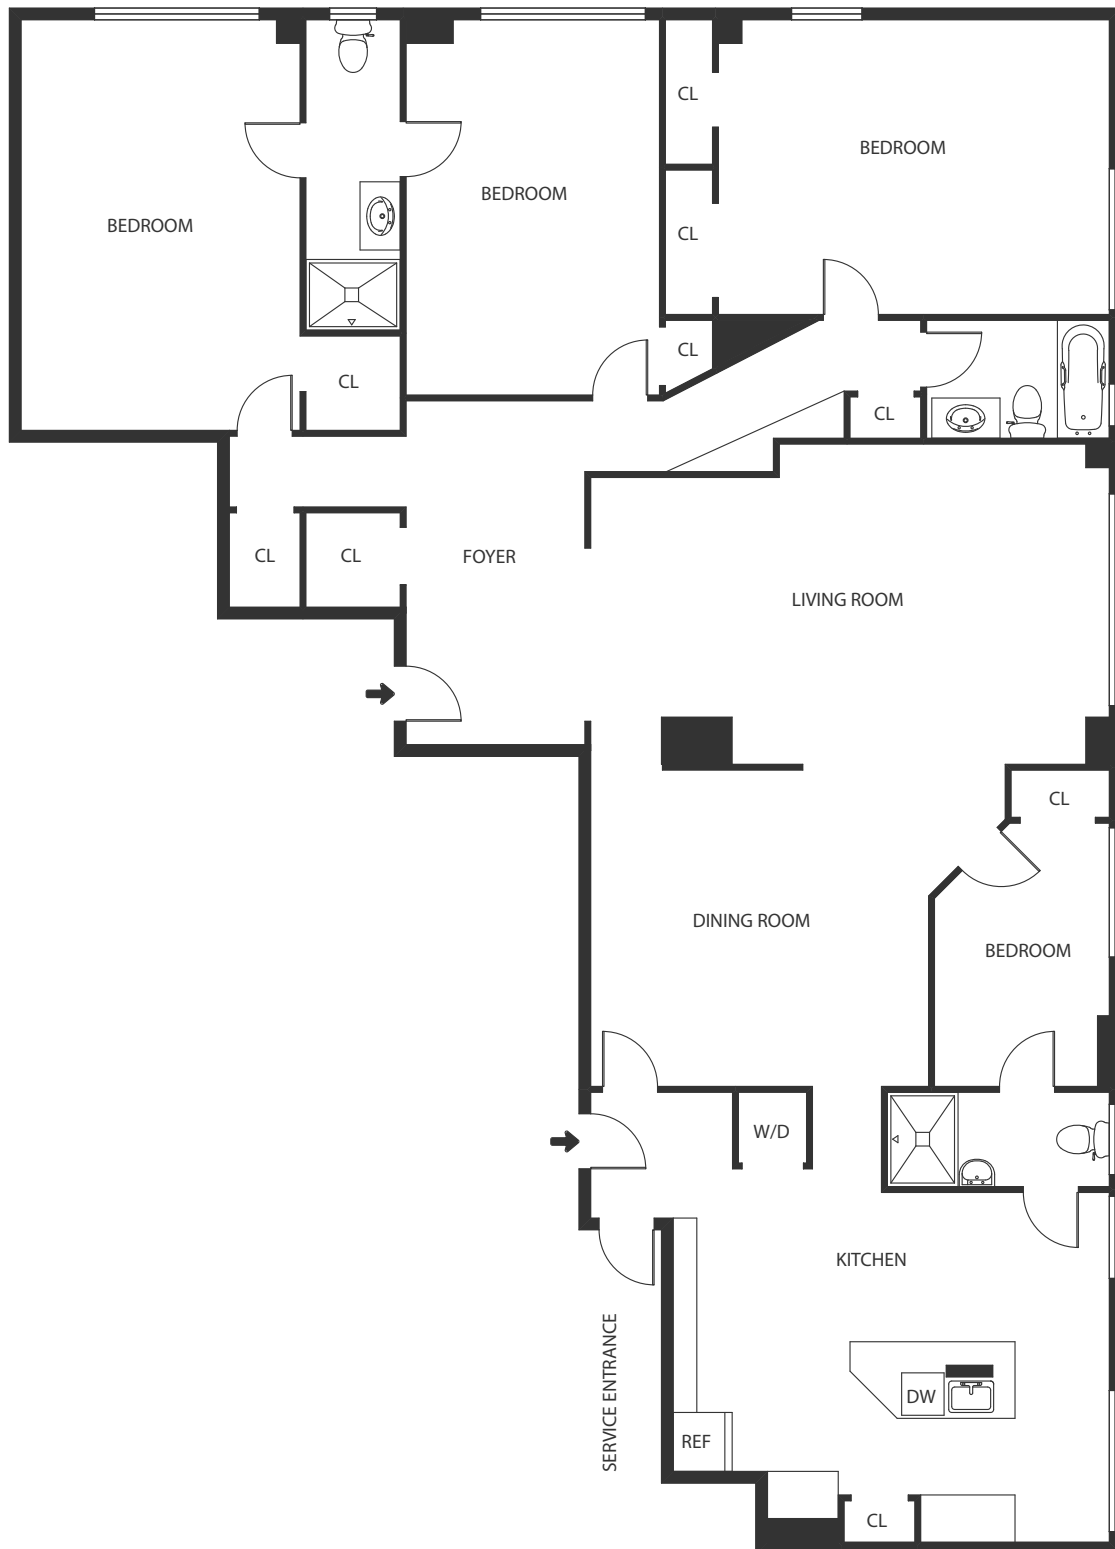 CL
BEDROOM
BEDROOM
BEDROOM
CL
CL
CL
CL
CL
CL
FOYER
LIVING ROOM
CL
DINING ROOM
BEDROOM
W/D
KITCHEN
SERVICE ENTRANCE
DW
REF
CL